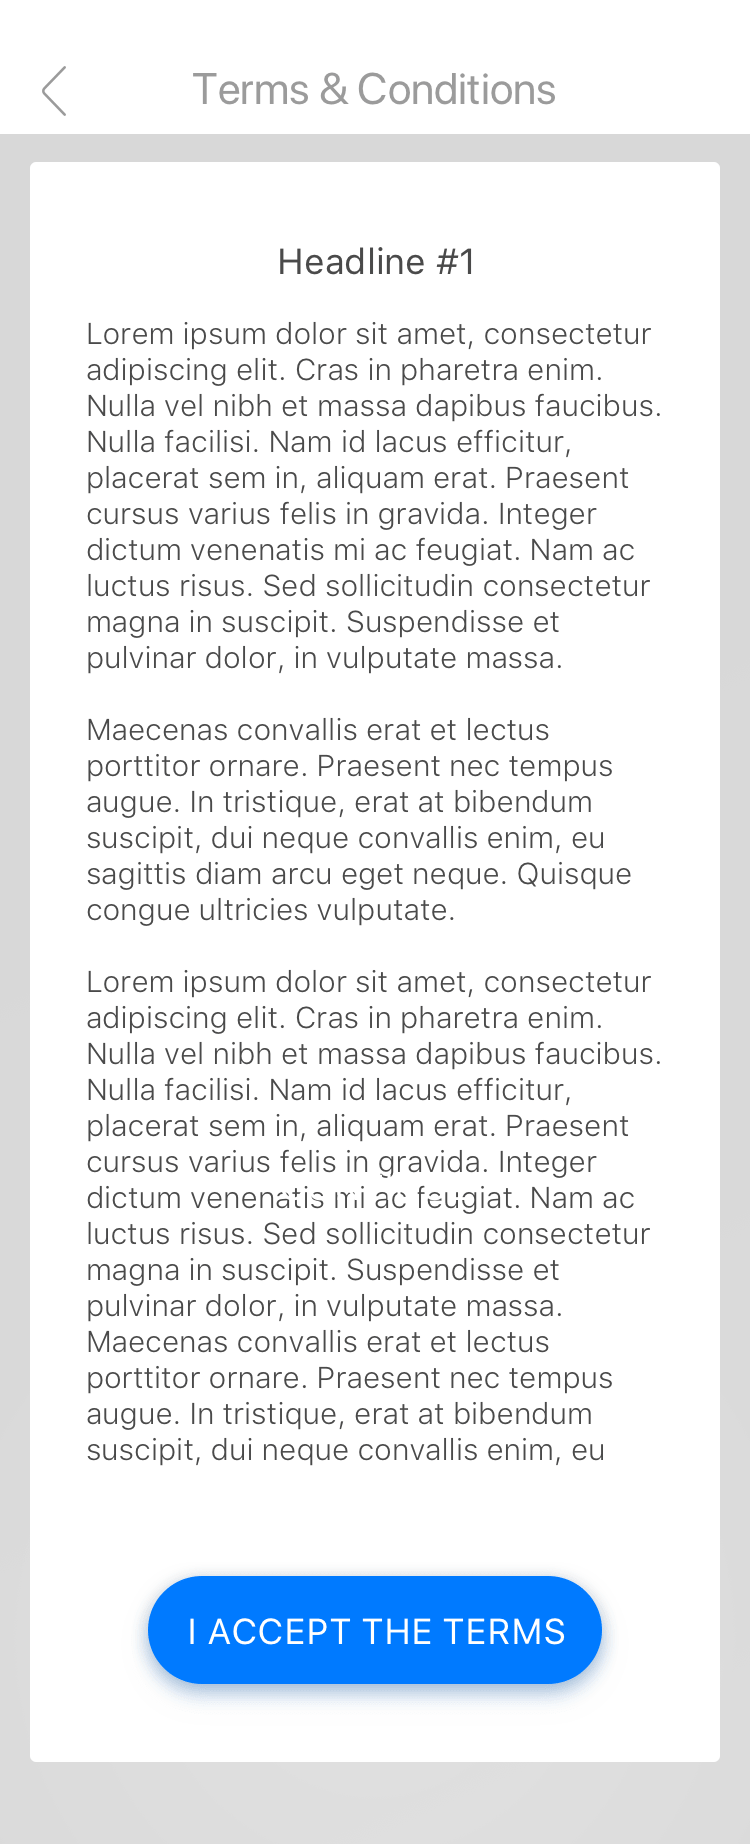 Terms & Conditions
Headline #1
Lorem ipsum dolor sit amet, consectetur
adipiscing elit. Cras in pharetra enim.
Nulla vel nibh et massa dapibus faucibus.
Nulla facilisi. Nam id lacus efficitur,
placerat sem in, aliquam erat. Praesent
cursus varius felis in gravida. Integer
dictum venenatis mi ac feugiat. Nam ac
luctus risus. Sed sollicitudin consectetur
magna in suscipit. Suspendisse et
pulvinar dolor, in vulputate massa.
Maecenas convallis erat et lectus
porttitor ornare. Praesent nec tempus
augue. In tristique, erat at bibendum
suscipit, dui neque convallis enim, eu
sagittis diam arcu eget neque. Quisque
congue ultricies vulputate.
Lorem ipsum dolor sit amet, consectetur
adipiscing elit. Cras in pharetra enim.
Nulla vel nibh et massa dapibus faucibus.
Nulla facilisi. Nam id lacus efficitur,
placerat sem in, aliquam erat. Praesent
cursus varius felis in gravida. Integer
dictum venenatis mi ac feugiat. Nam ac
luctus risus. Sed sollicitudin consectetur
magna in suscipit. Suspendisse et
pulvinar dolor, in vulputate massa.
Maecenas convallis erat et lectus
porttitor ornare. Praesent nec tempus
augue. In tristique, erat at bibendum
suscipit, dui neque convallis enim, eu
I ACCEPT THE TERMS